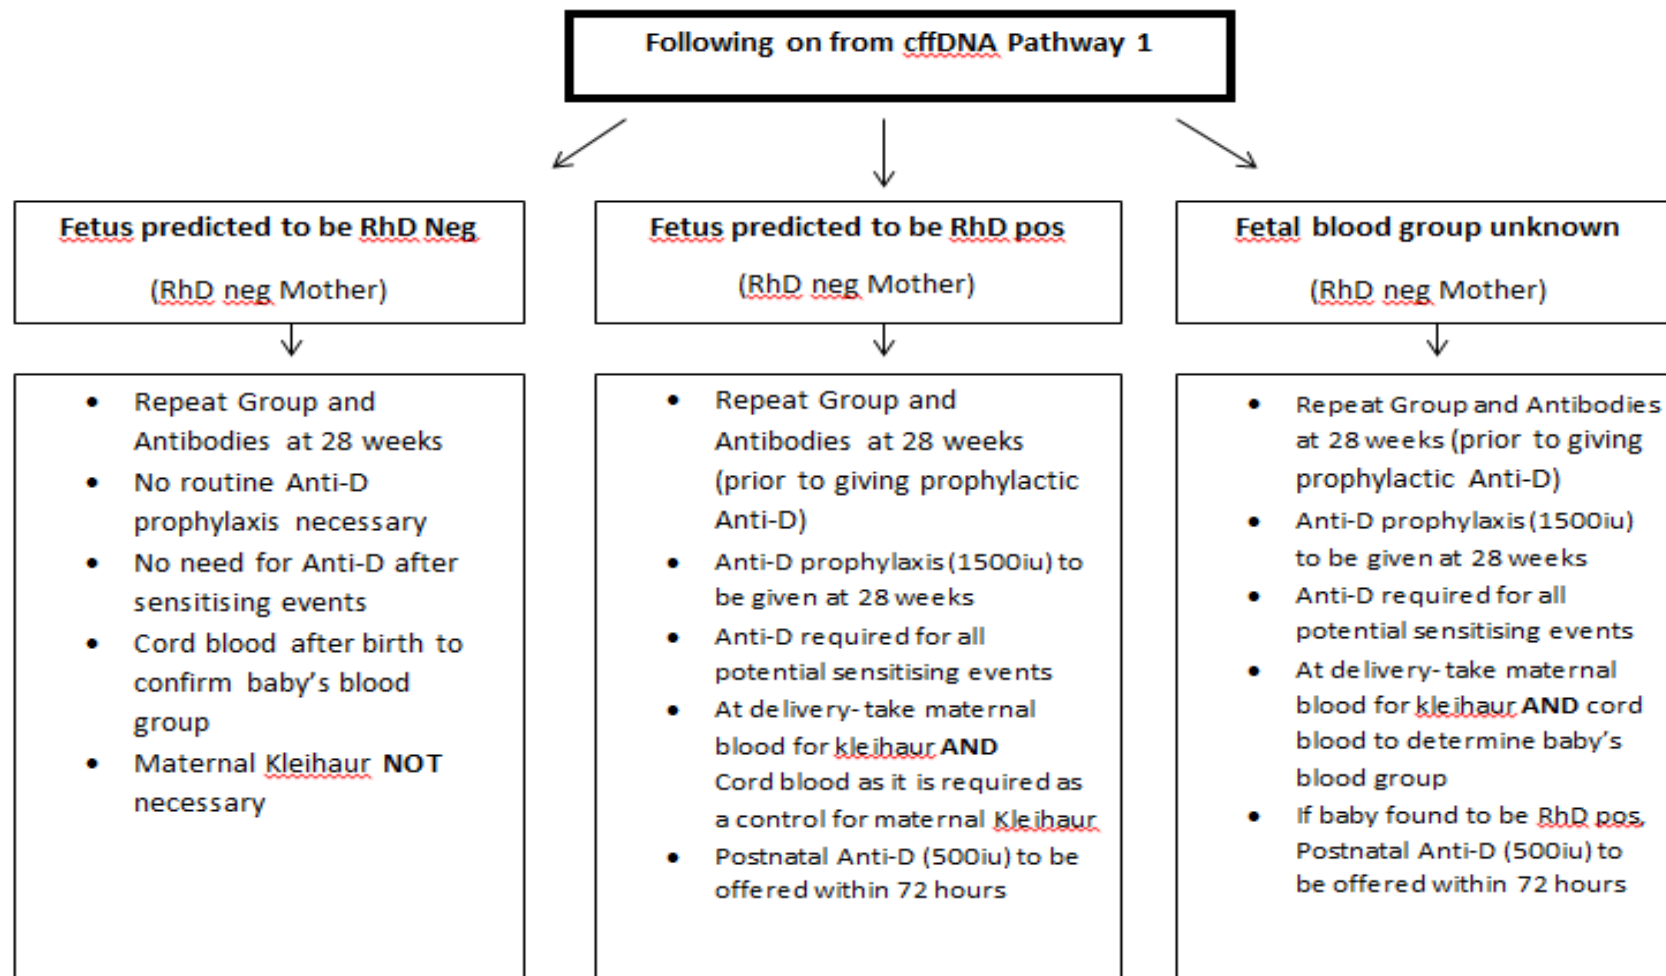 Following on from cffDNA Pathway 1
Fetus predicted to be RhD Neg
(RhD neg Mother)
• Repeat Group and
Antibodies at 28 weeks
• No routine Anti-D
prophylaxis necessary
• No need for Anti-D after
sensitising events
• Cord blood after birth to
confirm baby's blood
group
• Maternal Kleihaur NOT
necessary
Fetus predicted to be RhD pos
(RhD neg Mother)
• Repeat Group and
Antibodies at 28 weeks
(prior to giving prophylactic
Anti-D)
• Anti-D prophylaxis (1500iu) to
be given at 28 weeks
• Anti-D required for all
potential sensitising events
• At delivery- take maternal
blood for kleihaur AND
Cord blood as it is required as
a control for maternal Kleihaur
• Postnatal Anti-D (500iu) to be
offered within 72 hours
Fetal blood group unknown
(RhD neg Mother)
• Repeat Group and Antibodies
at 28 weeks (prior to giving
prophylactic Anti-D)
• Anti-D prophylaxis (1500iu)
to be given at 28 weeks
• Anti-D required for all
potential sensitising events
• At delivery- take maternal
blood for kleihaur AND cord
blood to determine baby's
blood group
• If baby found to be RhD pos,
Postnatal Anti-D (500iu) to
be offered within 72 hours